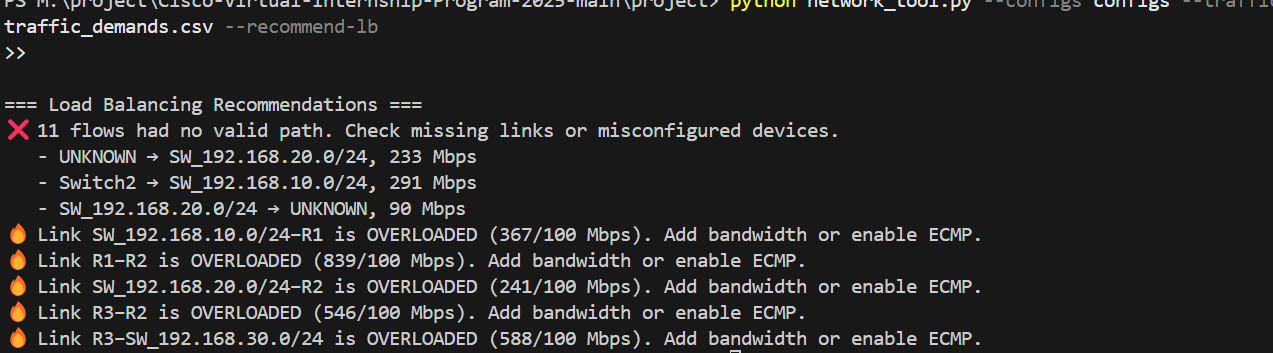 PS M:\project\Cisco-Virtual-Internship-Program-2025-main\project> python network_tool.py --configs configs --traffic
traffic_demands.csv --recommend-lb
>>
=== Load Balancing Recommendations ===
❌ 11 flows had no valid path. Check missing links or misconfigured devices.
- UNKNOWN → SW_192.168.20.0/24, 233 Mbps
- Switch2 → SW_192.168.10.0/24, 291 Mbps
- SW_192.168.20.0/24 → UNKNOWN, 90 Mbps
🔥 Link SW_192.168.10.0/24–R1 is OVERLOADED (367/100 Mbps). Add bandwidth or enable ECMP.
🔥 Link R1–R2 is OVERLOADED (839/100 Mbps). Add bandwidth or enable ECMP.
🔥 Link SW_192.168.20.0/24–R2 is OVERLOADED (241/100 Mbps). Add bandwidth or enable ECMP.
🔥 Link R3–R2 is OVERLOADED (546/100 Mbps). Add bandwidth or enable ECMP.
🔥 Link R3–SW_192.168.30.0/24 is OVERLOADED (588/100 Mbps). Add bandwidth or enable ECMP.